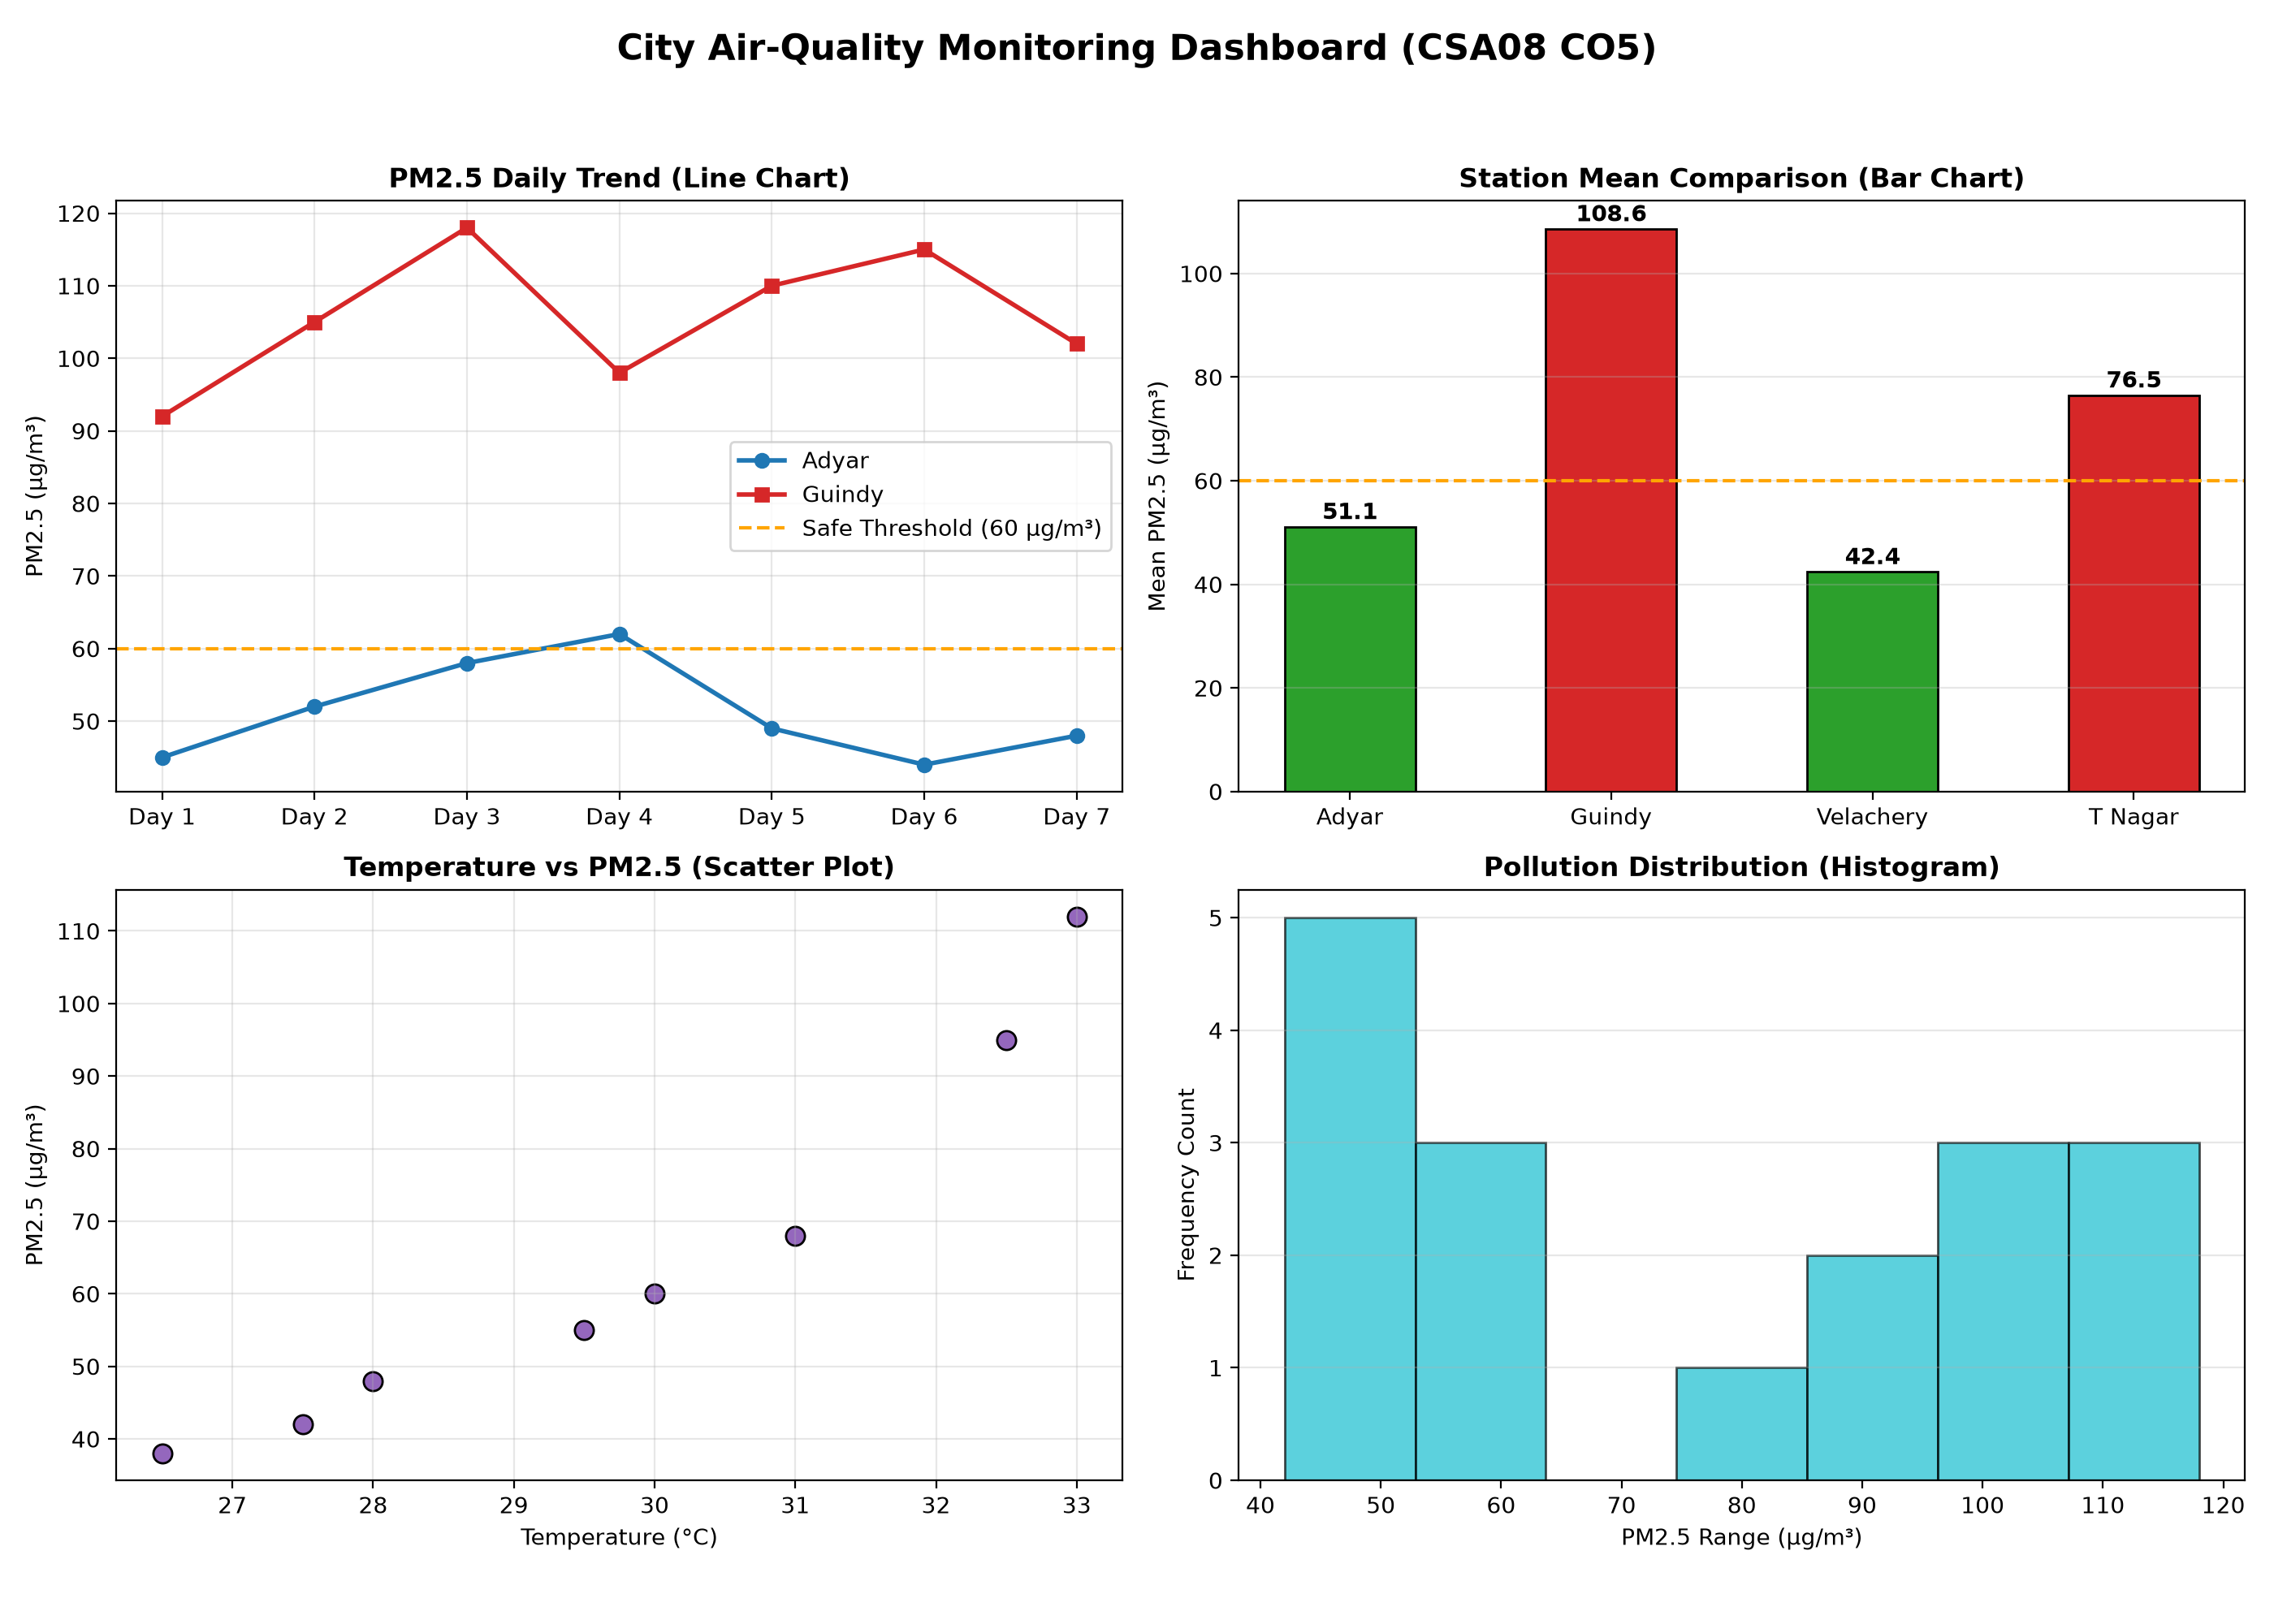 City Air-Quality Monitoring Dashboard (CSA08 CO5)
PM2.5 Daily Trend (Line Chart)
PM2.5 (µg/m³)
120
110
100
90
80
70
60
50
Adyar
Guindy
Safe Threshold (60 µg/m³)
Day 1 Day 2 Day 3 Day 4 Day 5 Day 6 Day 7
Station Mean Comparison (Bar Chart)
Mean PM2.5 (µg/m³)
100
80
60
40
20
0
51.1
108.6
42.4
76.5
Adyar Guindy Velachery T Nagar
Temperature vs PM2.5 (Scatter Plot)
PM2.5 (µg/m³)
110
100
90
80
70
60
50
40
27 28 29 30 31 32 33
Temperature (°C)
Pollution Distribution (Histogram)
Frequency Count
5
4
3
2
1
0
40 50 60 70 80 90 100 110 120
PM2.5 Range (µg/m³)